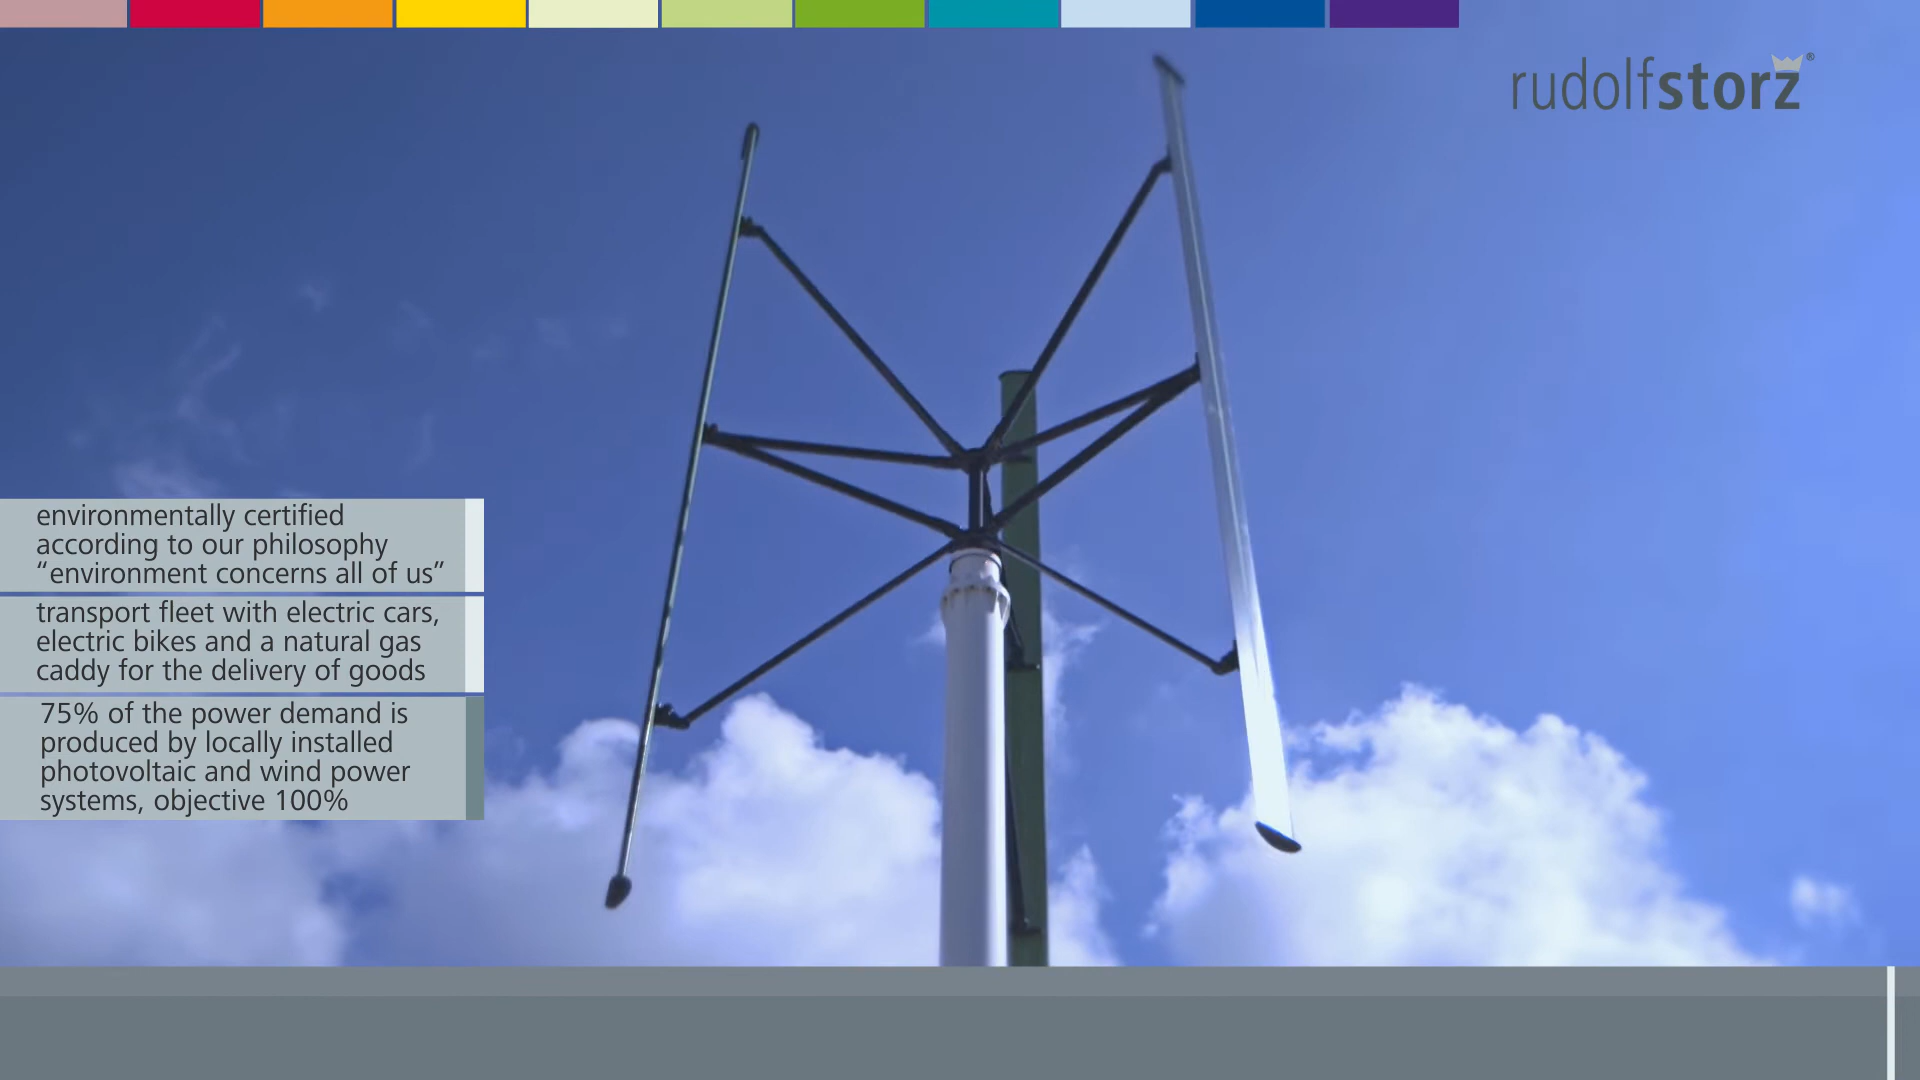 rudolfstorz®
environmentally certified
according to our philosophy
“environment concerns all of us”
transport fleet with electric cars,
electric bikes and a natural gas
caddy for the delivery of goods
75% of the power demand is
produced by locally installed
photovoltaic and wind power
systems, objective 100%